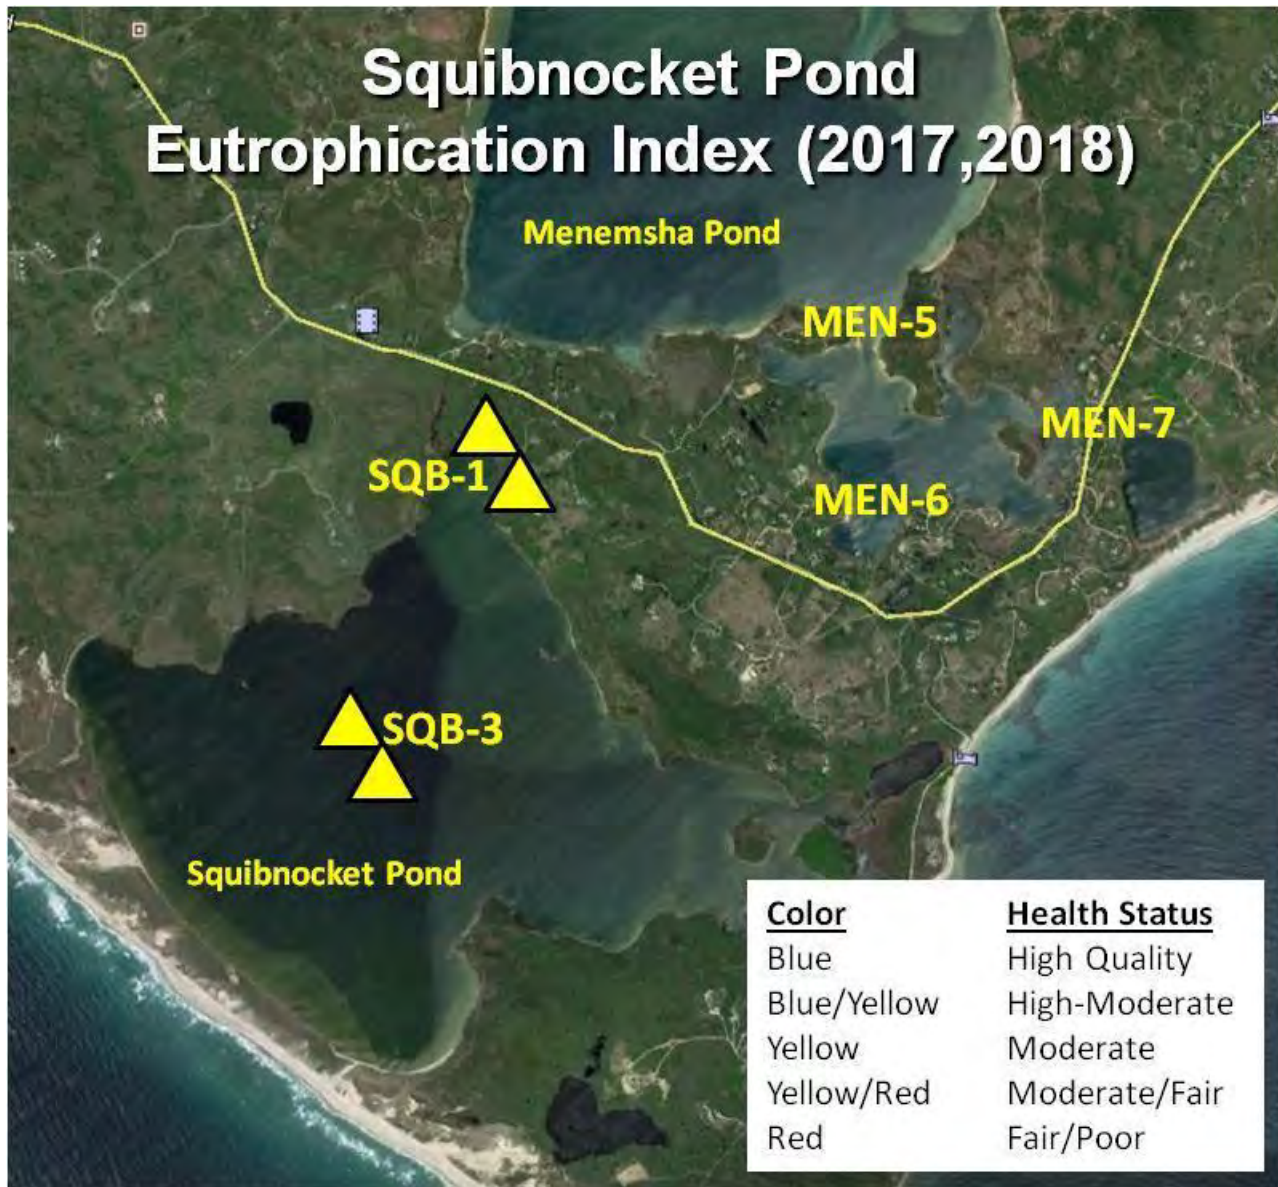 Squibnocket Pond
Eutrophication Index (2017,2018)
Menemsha Pond
MEN-5
MEN-7
SQB-1
MEN-6
SQB-3
Squibnocket Pond
Color Health Status
Blue High Quality
Blue/Yellow High-Moderate
Yellow Moderate
Yellow/Red Moderate/Fair
Red Fair/Poor